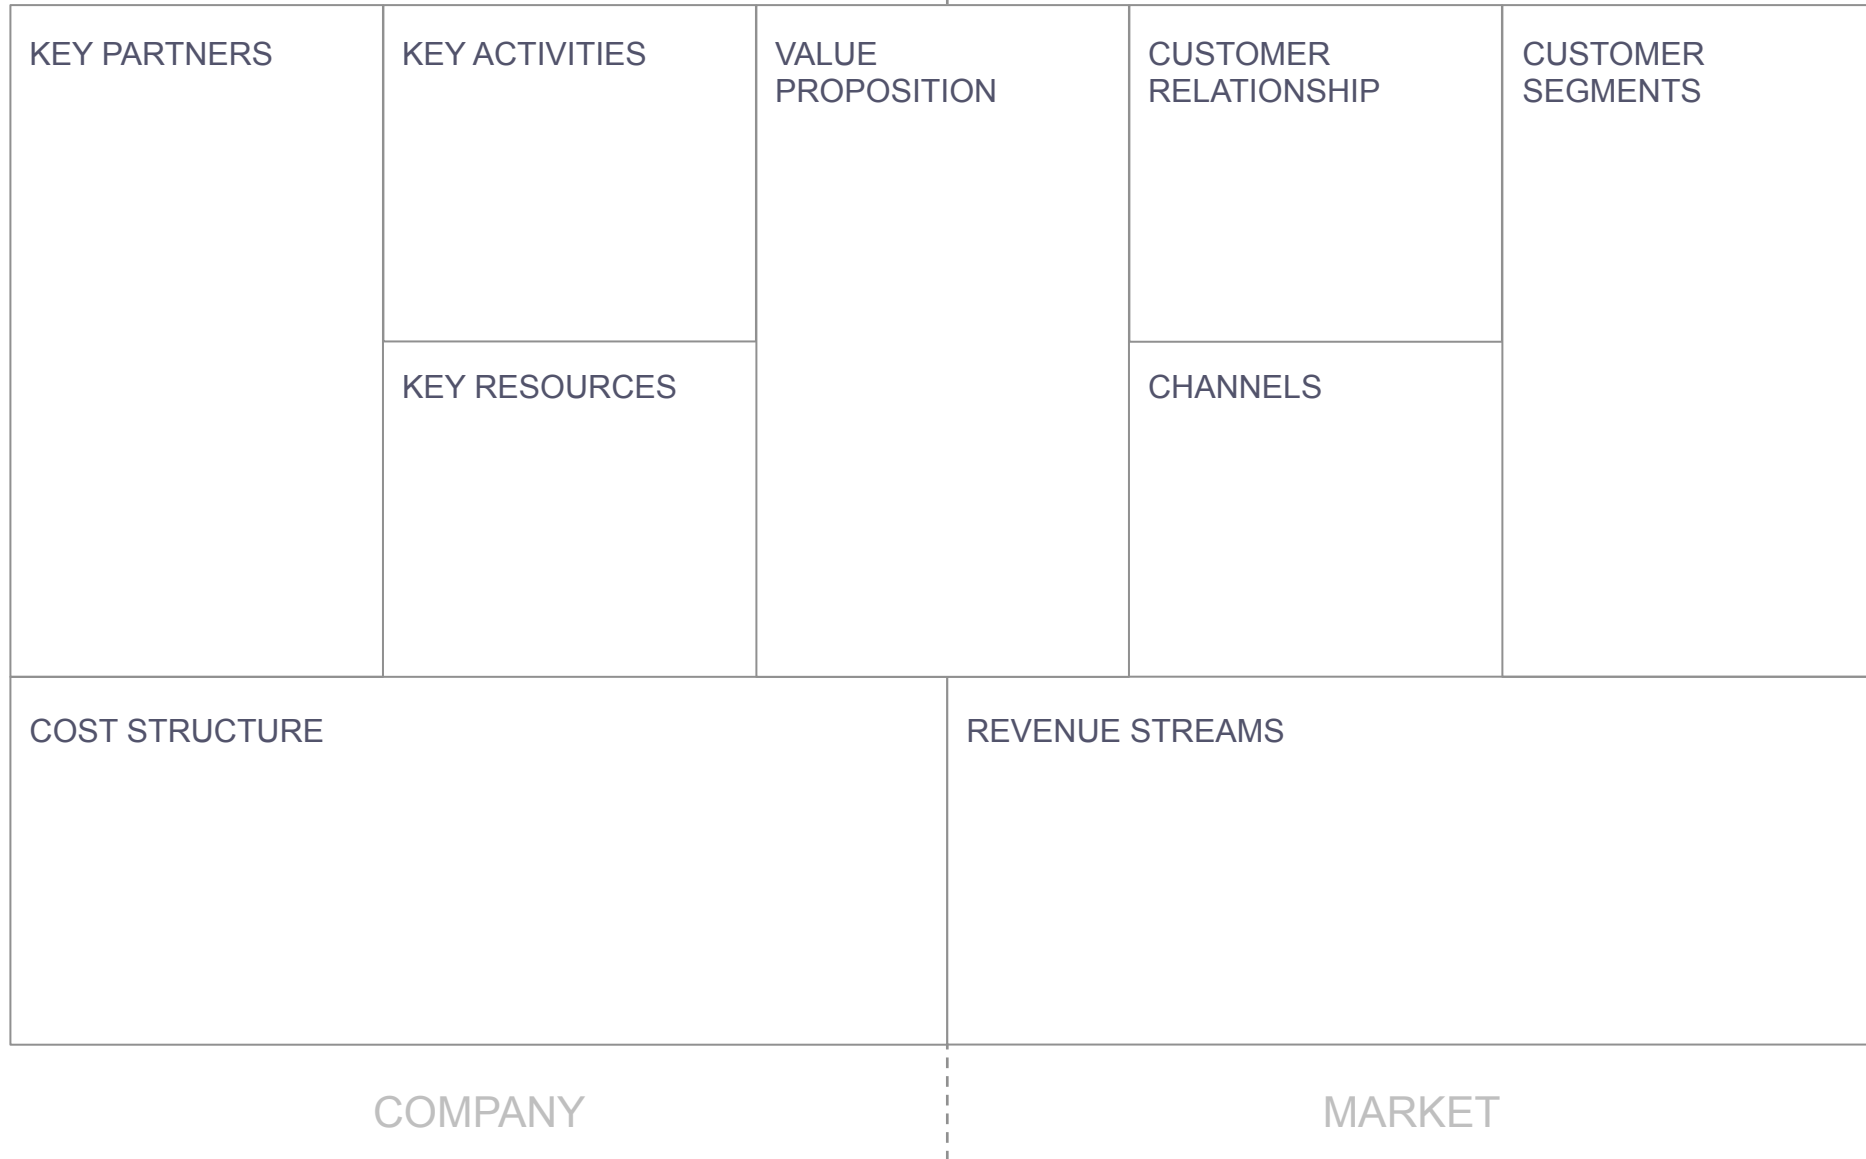 KEY PARTNERS
KEY ACTIVITIES
VALUE
PROPOSITION
CUSTOMER
RELATIONSHIP
CUSTOMER
SEGMENTS
KEY RESOURCES
CHANNELS
COST STRUCTURE
REVENUE STREAMS
COMPANY
MARKET